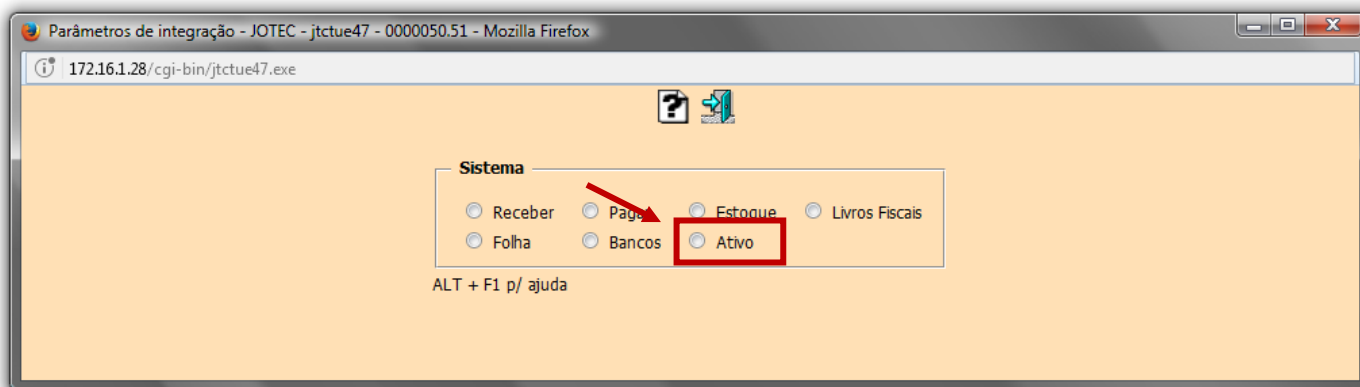 Parâmetros de integração - JOTEC - jtctue47 - 0000050.51 - Mozilla Firefox
172.16.1.28/cgi-bin/jtctue47.exe
Sistema
Receber Estoque Livros Fiscais
Folha Bancos Ativo
ALT + F1 p/ ajuda